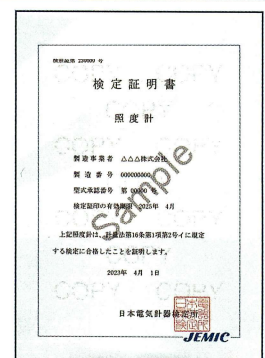 検照総第 230000 号
検定証明書
照度計
製造事業者 △△△株式会社
製造番号 000000000
型式承認番号 第 00000 号
検定証印の有効期限 2025年 4月
上記照度計は、計量法第16条第1項第2号イに規定
する検定に合格したことを証明します。
2023年 4月 1日
日本電気計器検定所
JEMIC
Sample
COPY